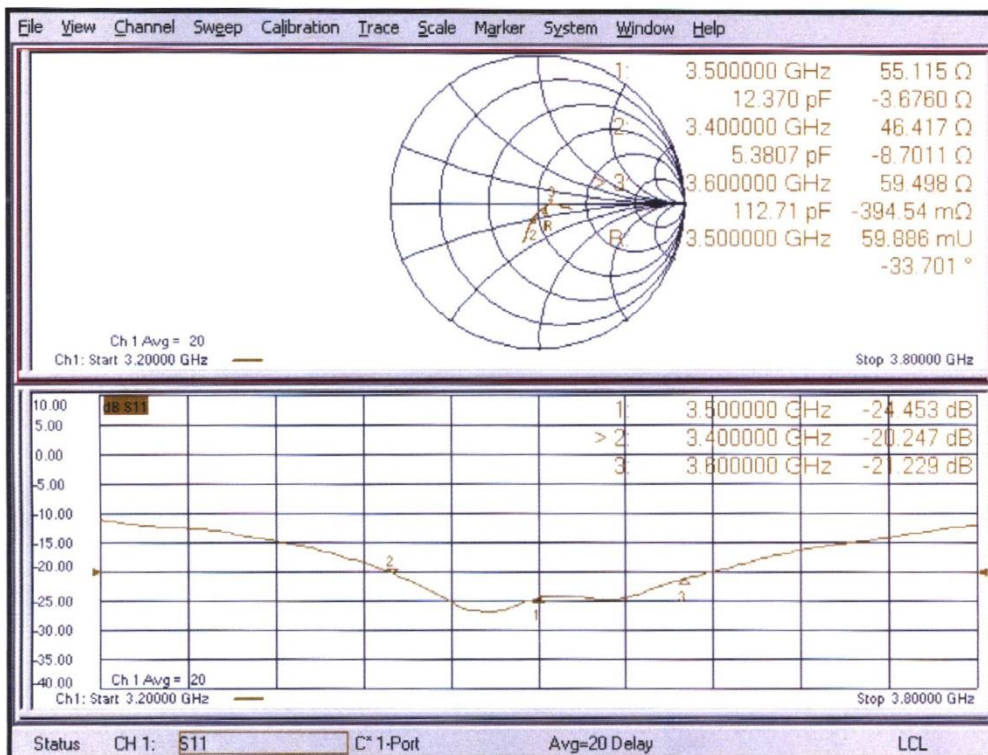 File View Channel Sweep Calibration Trace Scale Marker System Window Help
1: 3.500000 GHz 55.115 Ω
12.370 pF -3.6760 Ω
2: 3.400000 GHz 46.417 Ω
5.3807 pF -8.7011 Ω
> 3: 3.600000 GHz 59.498 Ω
112.71 pF -394.54 mΩ
R: 3.500000 GHz 59.886 mU
-33.701 °
3
2 R
Ch 1 Avg = 20
Ch1: Start 3.20000 GHz Stop 3.80000 GHz
10.00 dB S11
5.00
0.00
-5.00
-10.00
-15.00
-20.00
-25.00
-30.00
-35.00
-40.00
1: 3.500000 GHz -24.453 dB
> 2: 3.400000 GHz -20.247 dB
3: 3.600000 GHz -21.229 dB
2
1
3
Ch 1 Avg = 20
Ch1: Start 3.20000 GHz Stop 3.80000 GHz
Status CH 1: S11 C* 1-Port Avg=20 Delay LCL